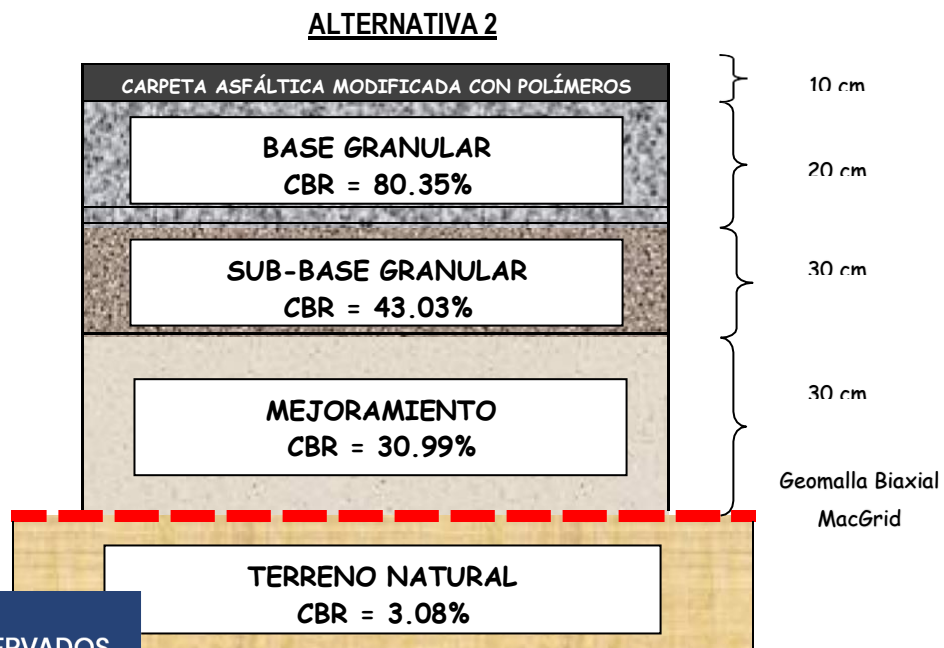 ALTERNATIVA 2
CARPETA ASFÁLTICA MODIFICADA CON POLÍMEROS
10 cm
BASE GRANULAR
CBR = 80.35%
20 cm
SUB-BASE GRANULAR
CBR = 43.03%
30 cm
MEJORAMIENTO
CBR = 30.99%
30 cm
Geomalla Biaxial
MacGrid
TERRENO NATURAL
CBR = 3.08%